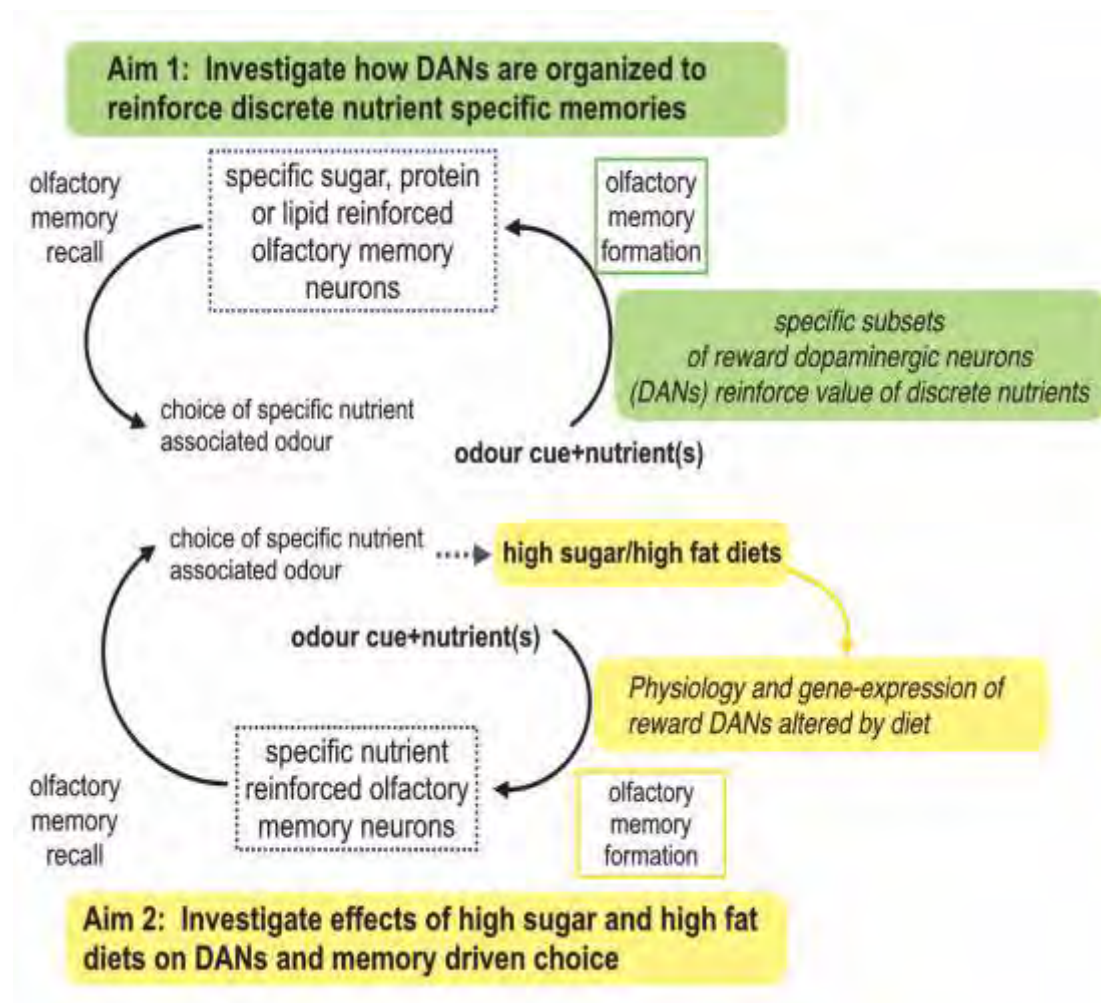 Aim 1: Investigate how DANs are organized to
reinforce discrete nutrient specific memories
olfactory
memory
recall
specific sugar, protein
or lipid reinforced
olfactory memory
neurons
olfactory
memory
formation
specific subsets
of reward dopaminergic neurons
(DANs) reinforce value of discrete nutrients
choice of specific nutrient
associated odour
odour cue+nutrient(s)
choice of specific nutrient
associated odour
high sugar/high fat diets
odour cue+nutrient(s)
Physiology and gene-expression of
reward DANs altered by diet
olfactory
memory
recall
specific nutrient
reinforced olfactory
memory neurons
olfactory
memory
formation
Aim 2: Investigate effects of high sugar and high fat
diets on DANs and memory driven choice